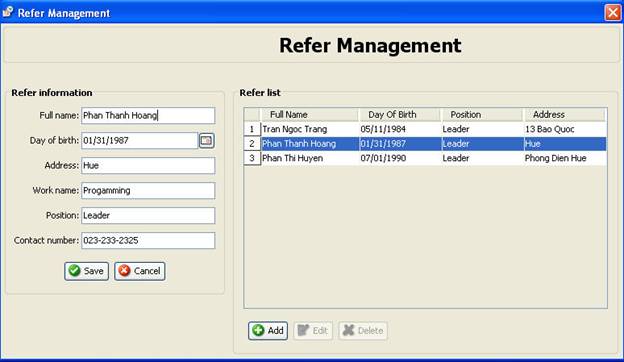 Refer Management
Refer Management
Refer information
Full name: Phan Thanh Hoang
Day of birth: 01/31/1987
Address: Hue
Work name: Progamming
Position: Leader
Contact number: 023-233-2325
Save Cancel
Refer list
Full Name Day Of Birth Position Address
1 Tran Ngoc Trang 05/11/1984 Leader 13 Bao Quoc
2 Phan Thanh Hoang 01/31/1987 Leader Hue
3 Phan Thi Huyen 07/01/1990 Leader Phong Dien Hue
Add Edit Delete